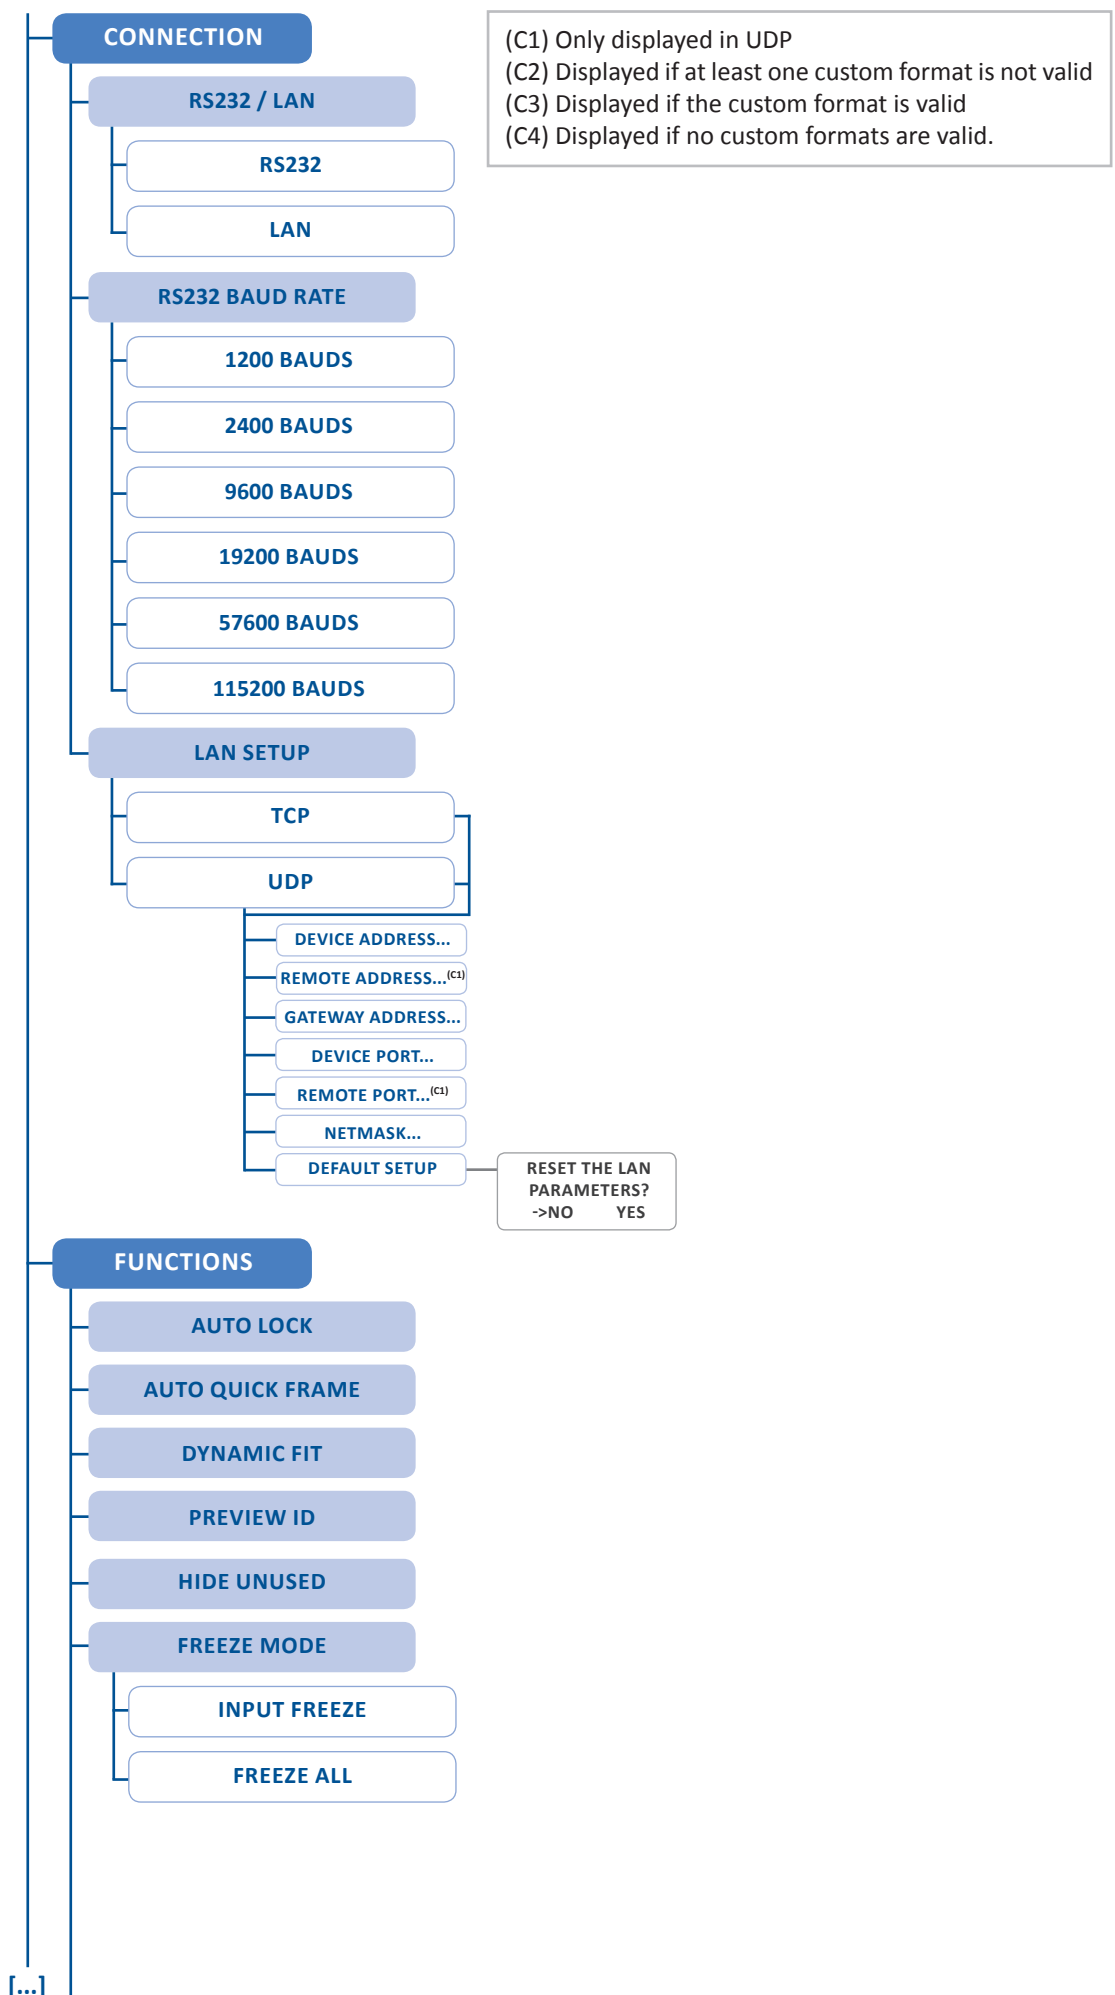 CONNECTION
(C1) Only displayed in UDP
(C2) Displayed if at least one custom format is not valid
(C3) Displayed if the custom format is valid
(C4) Displayed if no custom formats are valid.
RS232 / LAN
RS232
LAN
RS232 BAUD RATE
1200 BAUDS
2400 BAUDS
9600 BAUDS
19200 BAUDS
57600 BAUDS
115200 BAUDS
LAN SETUP
TCP
UDP
DEVICE ADDRESS...
REMOTE ADDRESS...(C1)
GATEWAY ADDRESS...
DEVICE PORT...
REMOTE PORT...(C1)
NETMASK...
DEFAULT SETUP
RESET THE LAN
PARAMETERS?
->NO YES
FUNCTIONS
AUTO LOCK
AUTO QUICK FRAME
DYNAMIC FIT
PREVIEW ID
HIDE UNUSED
FREEZE MODE
INPUT FREEZE
FREEZE ALL
[...]